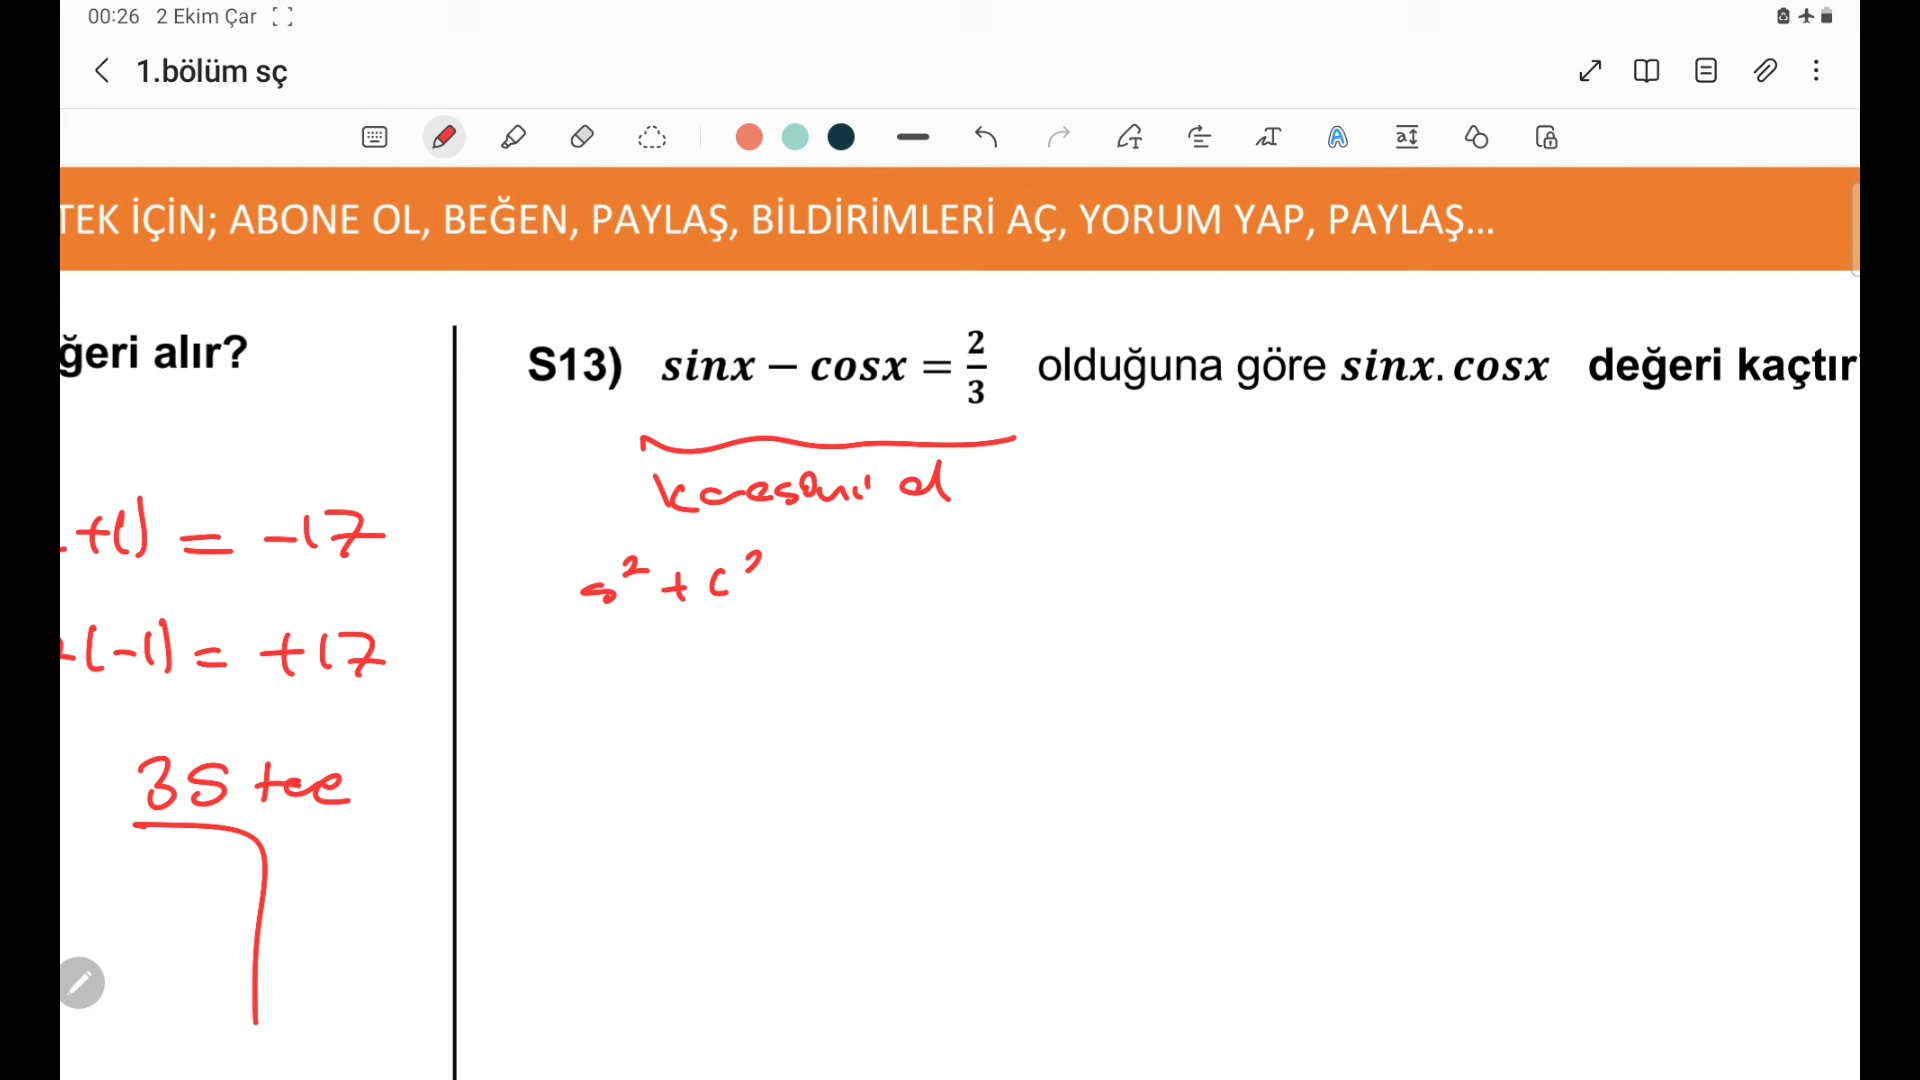 00:26 2 Ekim Çar
1.bölüm sç
TEK İÇİN; ABONE OL, BEĞEN, PAYLAŞ, BİLDİRİMLERİ AÇ, YORUM YAP, PAYLAŞ...
ğeri alır?
+1) = -17
(-1) = +17
35 tee
S13) sinx − cosx = 2/3 olduğuna göre sinx.cosx değeri kaçtır
karesini al
s² + c²